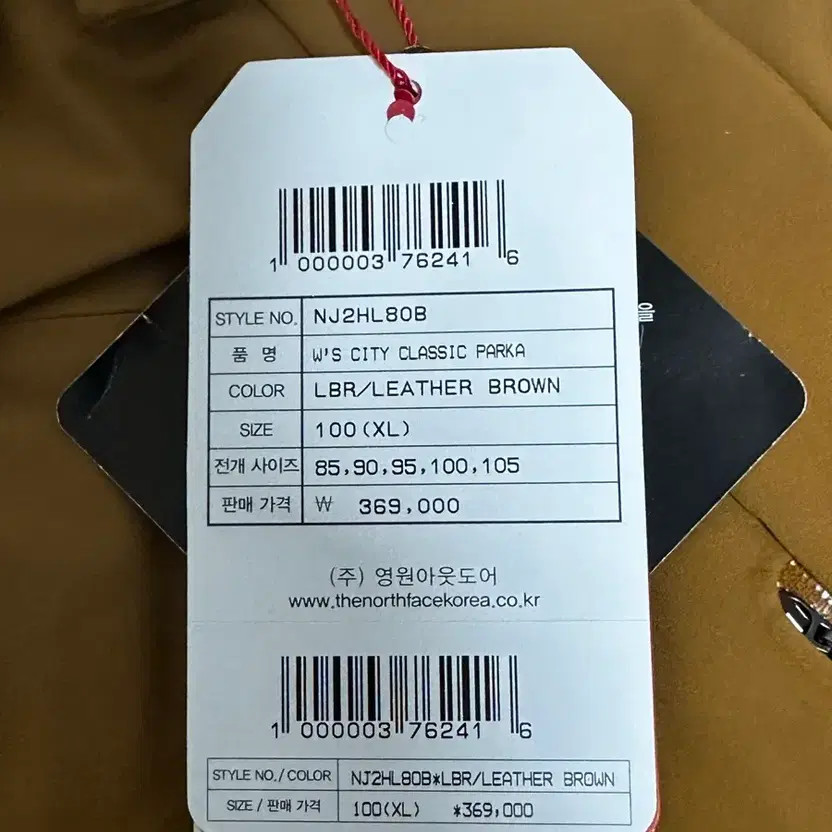 1 000003 76241 6
STYLE NO. NJ2HL80B
품 명 W'S CITY CLASSIC PARKA
COLOR LBR/LEATHER BROWN
SIZE 100(XL)
전개 사이즈 85,90,95,100,105
판매 가격 ₩ 369,000
(주) 영원아웃도어
www.thenorthfacekorea.co.kr
1 000003 76241 6
STYLE NO./COLOR NJ2HL80B*LBR/LEATHER BROWN
SIZE / 판매 가격 100(XL) *369,000